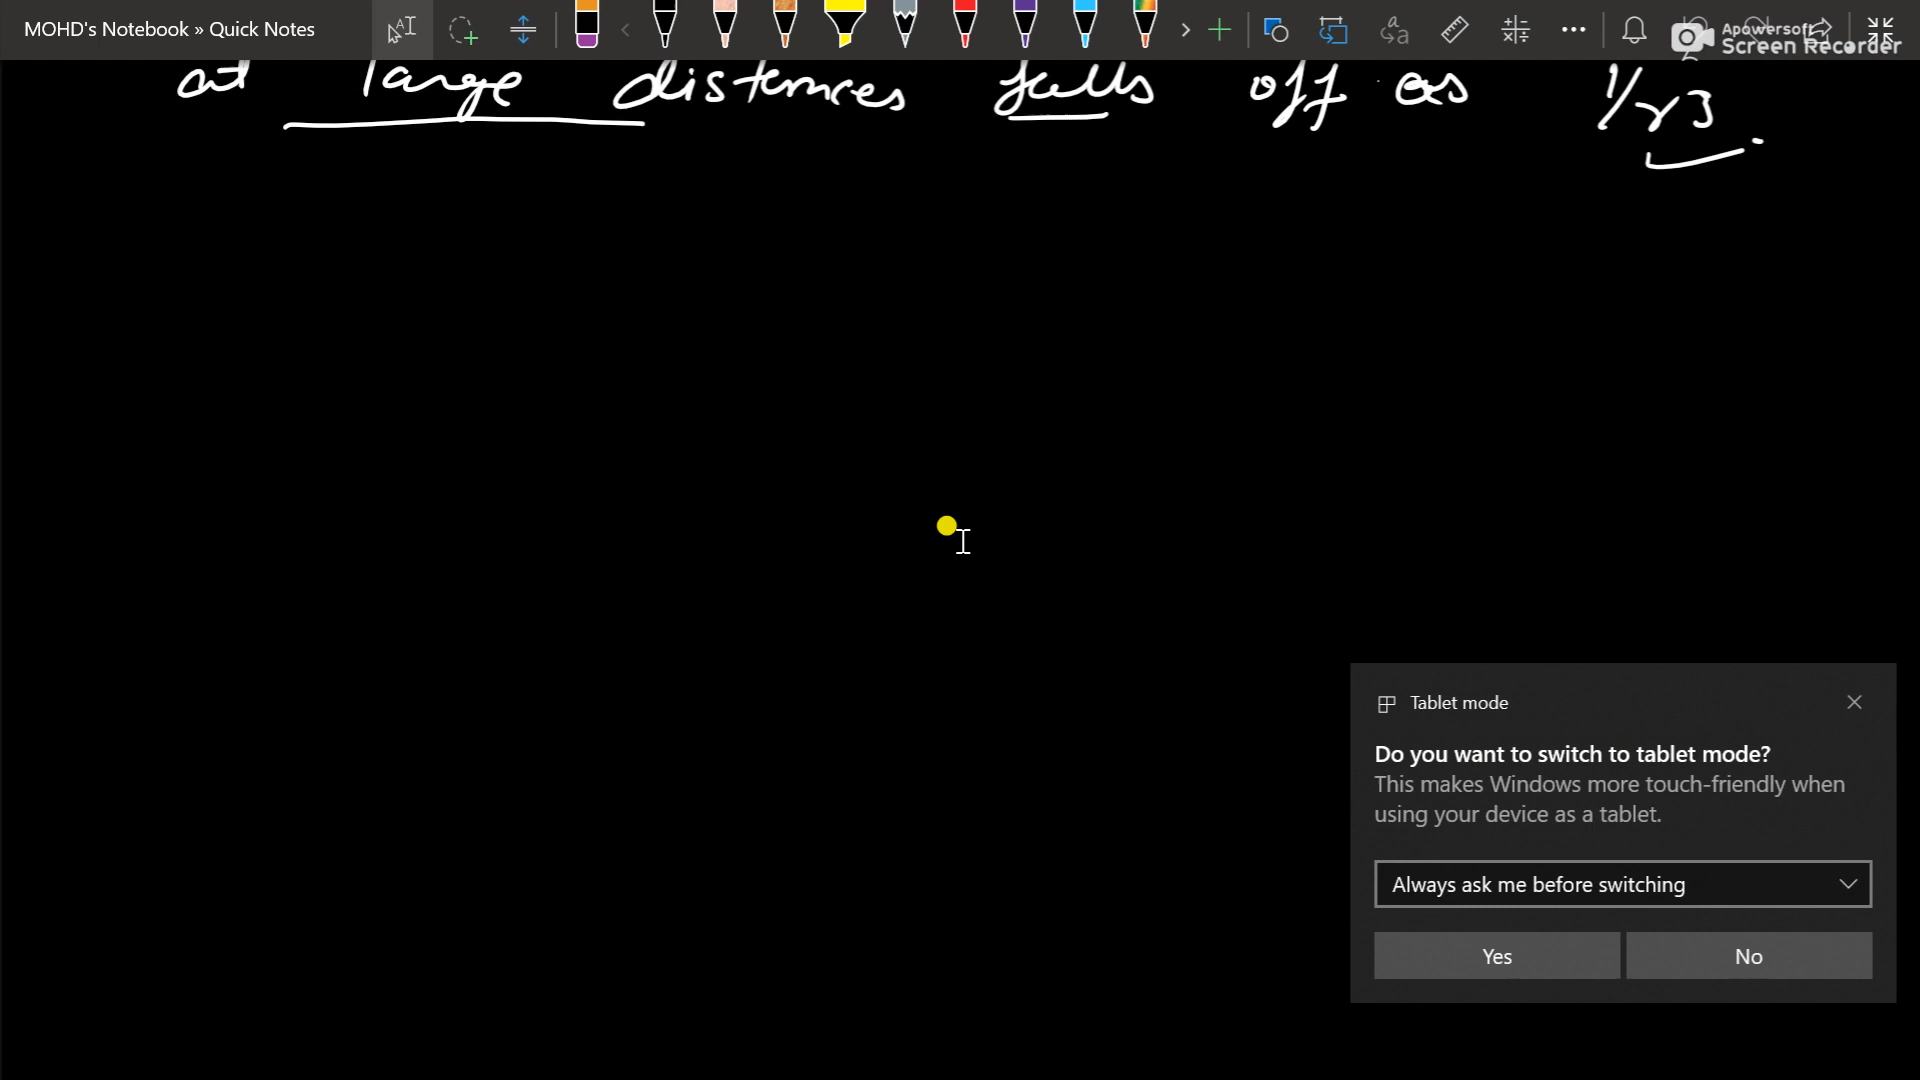 MOHD's Notebook » Quick Notes
Apowersoft
Screen Recorder
at large distances falls off as 1/r3.
Tablet mode
Do you want to switch to tablet mode?
This makes Windows more touch-friendly when
using your device as a tablet.
Always ask me before switching
Yes No